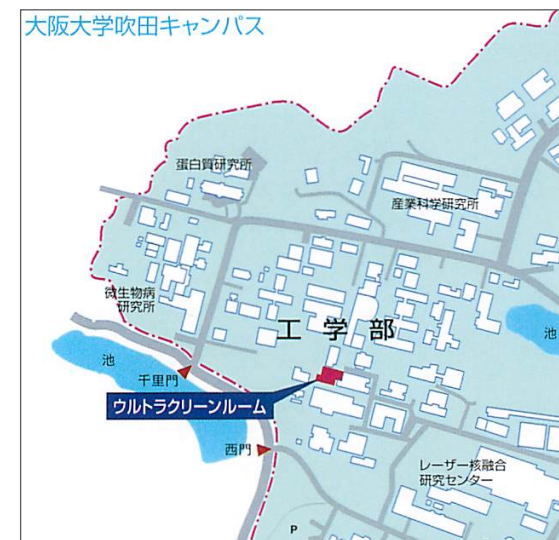 大阪大学吹田キャンパス
蛋白質研究所
産業科学研究所
微生物病
研究所
工学部
池
池
千里門
ウルトラクリーンルーム
西門
レーザー核融合
研究センター
P